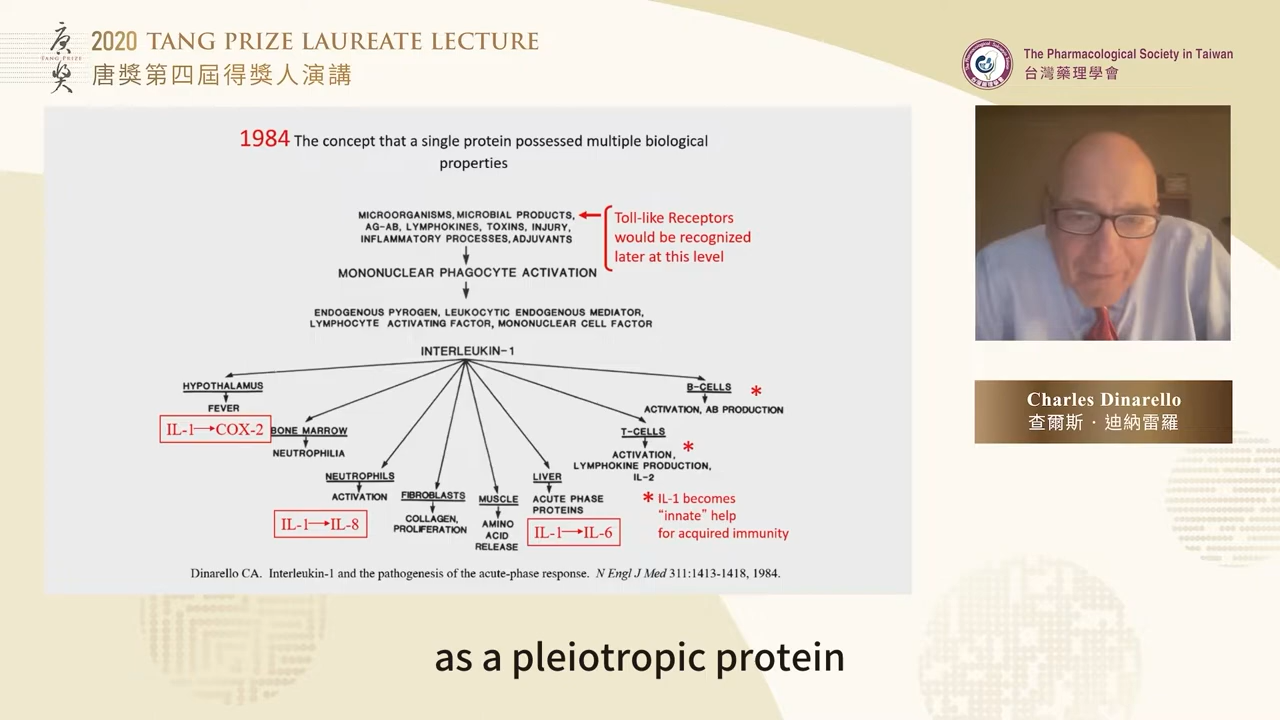 唐獎
TANG PRIZE
2020 TANG PRIZE LAUREATE LECTURE
唐獎第四屆得獎人演講
The Pharmacological Society in Taiwan
台灣藥理學會
1984 The concept that a single protein possessed multiple biological
properties
MICROORGANISMS, MICROBIAL PRODUCTS,
AG-AB, LYMPHOKINES, TOXINS, INJURY,
INFLAMMATORY PROCESSES, ADJUVANTS
Toll-like Receptors
would be recognized
later at this level
MONONUCLEAR PHAGOCYTE ACTIVATION
ENDOGENOUS PYROGEN, LEUKOCYTIC ENDOGENOUS MEDIATOR,
LYMPHOCYTE ACTIVATING FACTOR, MONONUCLEAR CELL FACTOR
INTERLEUKIN-1
HYPOTHALAMUS
FEVER
IL-1→COX-2
BONE MARROW
NEUTROPHILIA
NEUTROPHILS
ACTIVATION
IL-1→IL-8
FIBROBLASTS
COLLAGEN,
PROLIFERATION
MUSCLE
AMINO
ACID
RELEASE
LIVER
ACUTE PHASE
PROTEINS
IL-1→IL-6
T-CELLS
ACTIVATION, *
LYMPHOKINE PRODUCTION,
IL-2
B-CELLS *
ACTIVATION, AB PRODUCTION
* IL-1 becomes
“innate” help
for acquired immunity
Dinarello CA. Interleukin-1 and the pathogenesis of the acute-phase response. N Engl J Med 311:1413-1418, 1984.
Charles Dinarello
查爾斯・迪納雷羅
as a pleiotropic protein